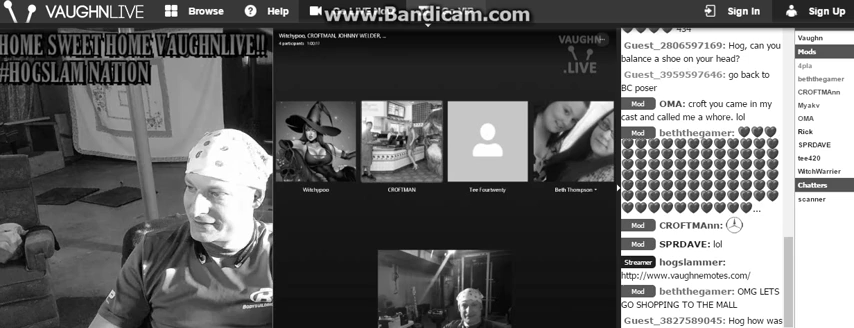 VAUGHNLIVE
Browse
Help
www.Bandicam.com
Sign In
Sign Up
HOME SWEET HOME VAUGHNLIVE!!
#HOGSLAM NATION
Witchypoo, CROFTMAN, JOHNNY WELDER, ...
4 participants
VAUGHN
.LIVE
Witchypoo
CROFTMAN
Tee Fourtwenty
Beth Thompson
434
Guest_2806597169: Hog, can you
balance a shoe on your head?
Guest_3959597646: go back to
BC poser
Mod OMA: croft you came in my
cast and called me a whore. lol
Mod beththegamer:
...
Mod CROFTMAnn:
Mod SPRDAVE: lol
Streamer hogslammer:
http://www.vaughnemotes.com/
Mod beththegamer: OMG LETS
GO SHOPPING TO THE MALL
Guest_3827589045: Hog how was
Vaughn
Mods
4pla
beththegamer
CROFTMAnn
Myakv
OMA
Rick
SPRDAVE
tee420
WitchWarrier
Chatters
scanner